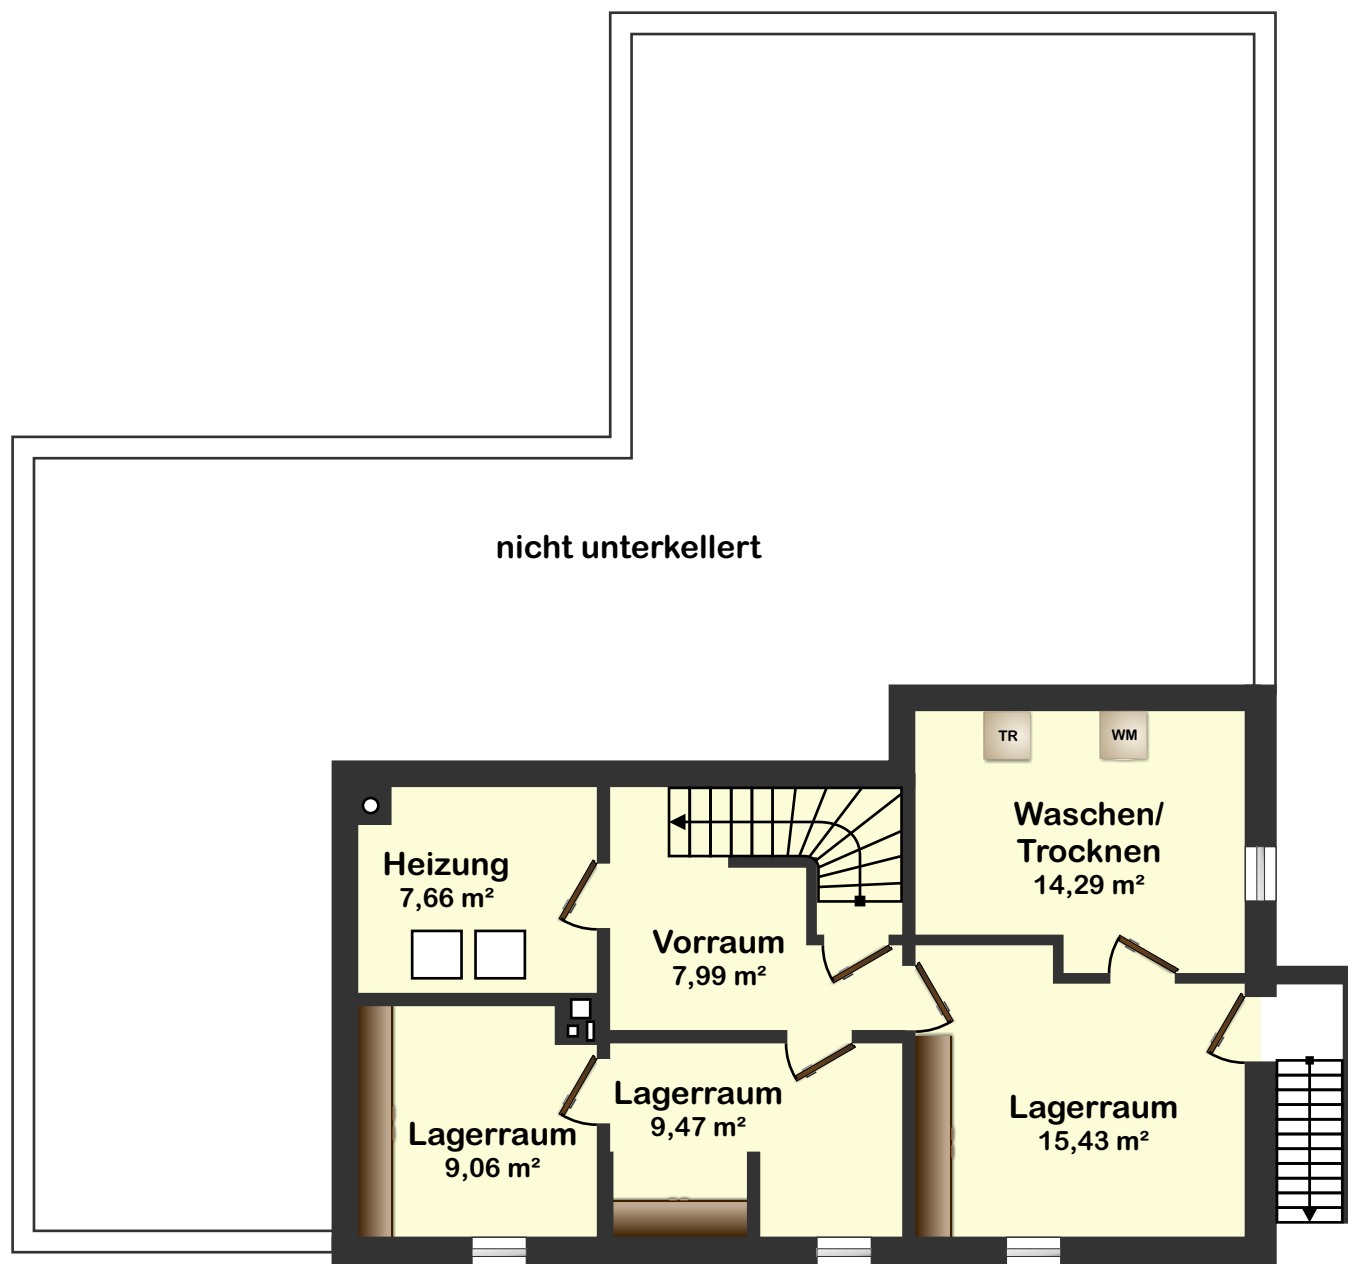 nicht unterkellert
TR
WM
Waschen/
Trocknen
14,29 m²
Heizung
7,66 m²
Vorraum
7,99 m²
Lagerraum
9,47 m²
Lagerraum
15,43 m²
Lagerraum
9,06 m²